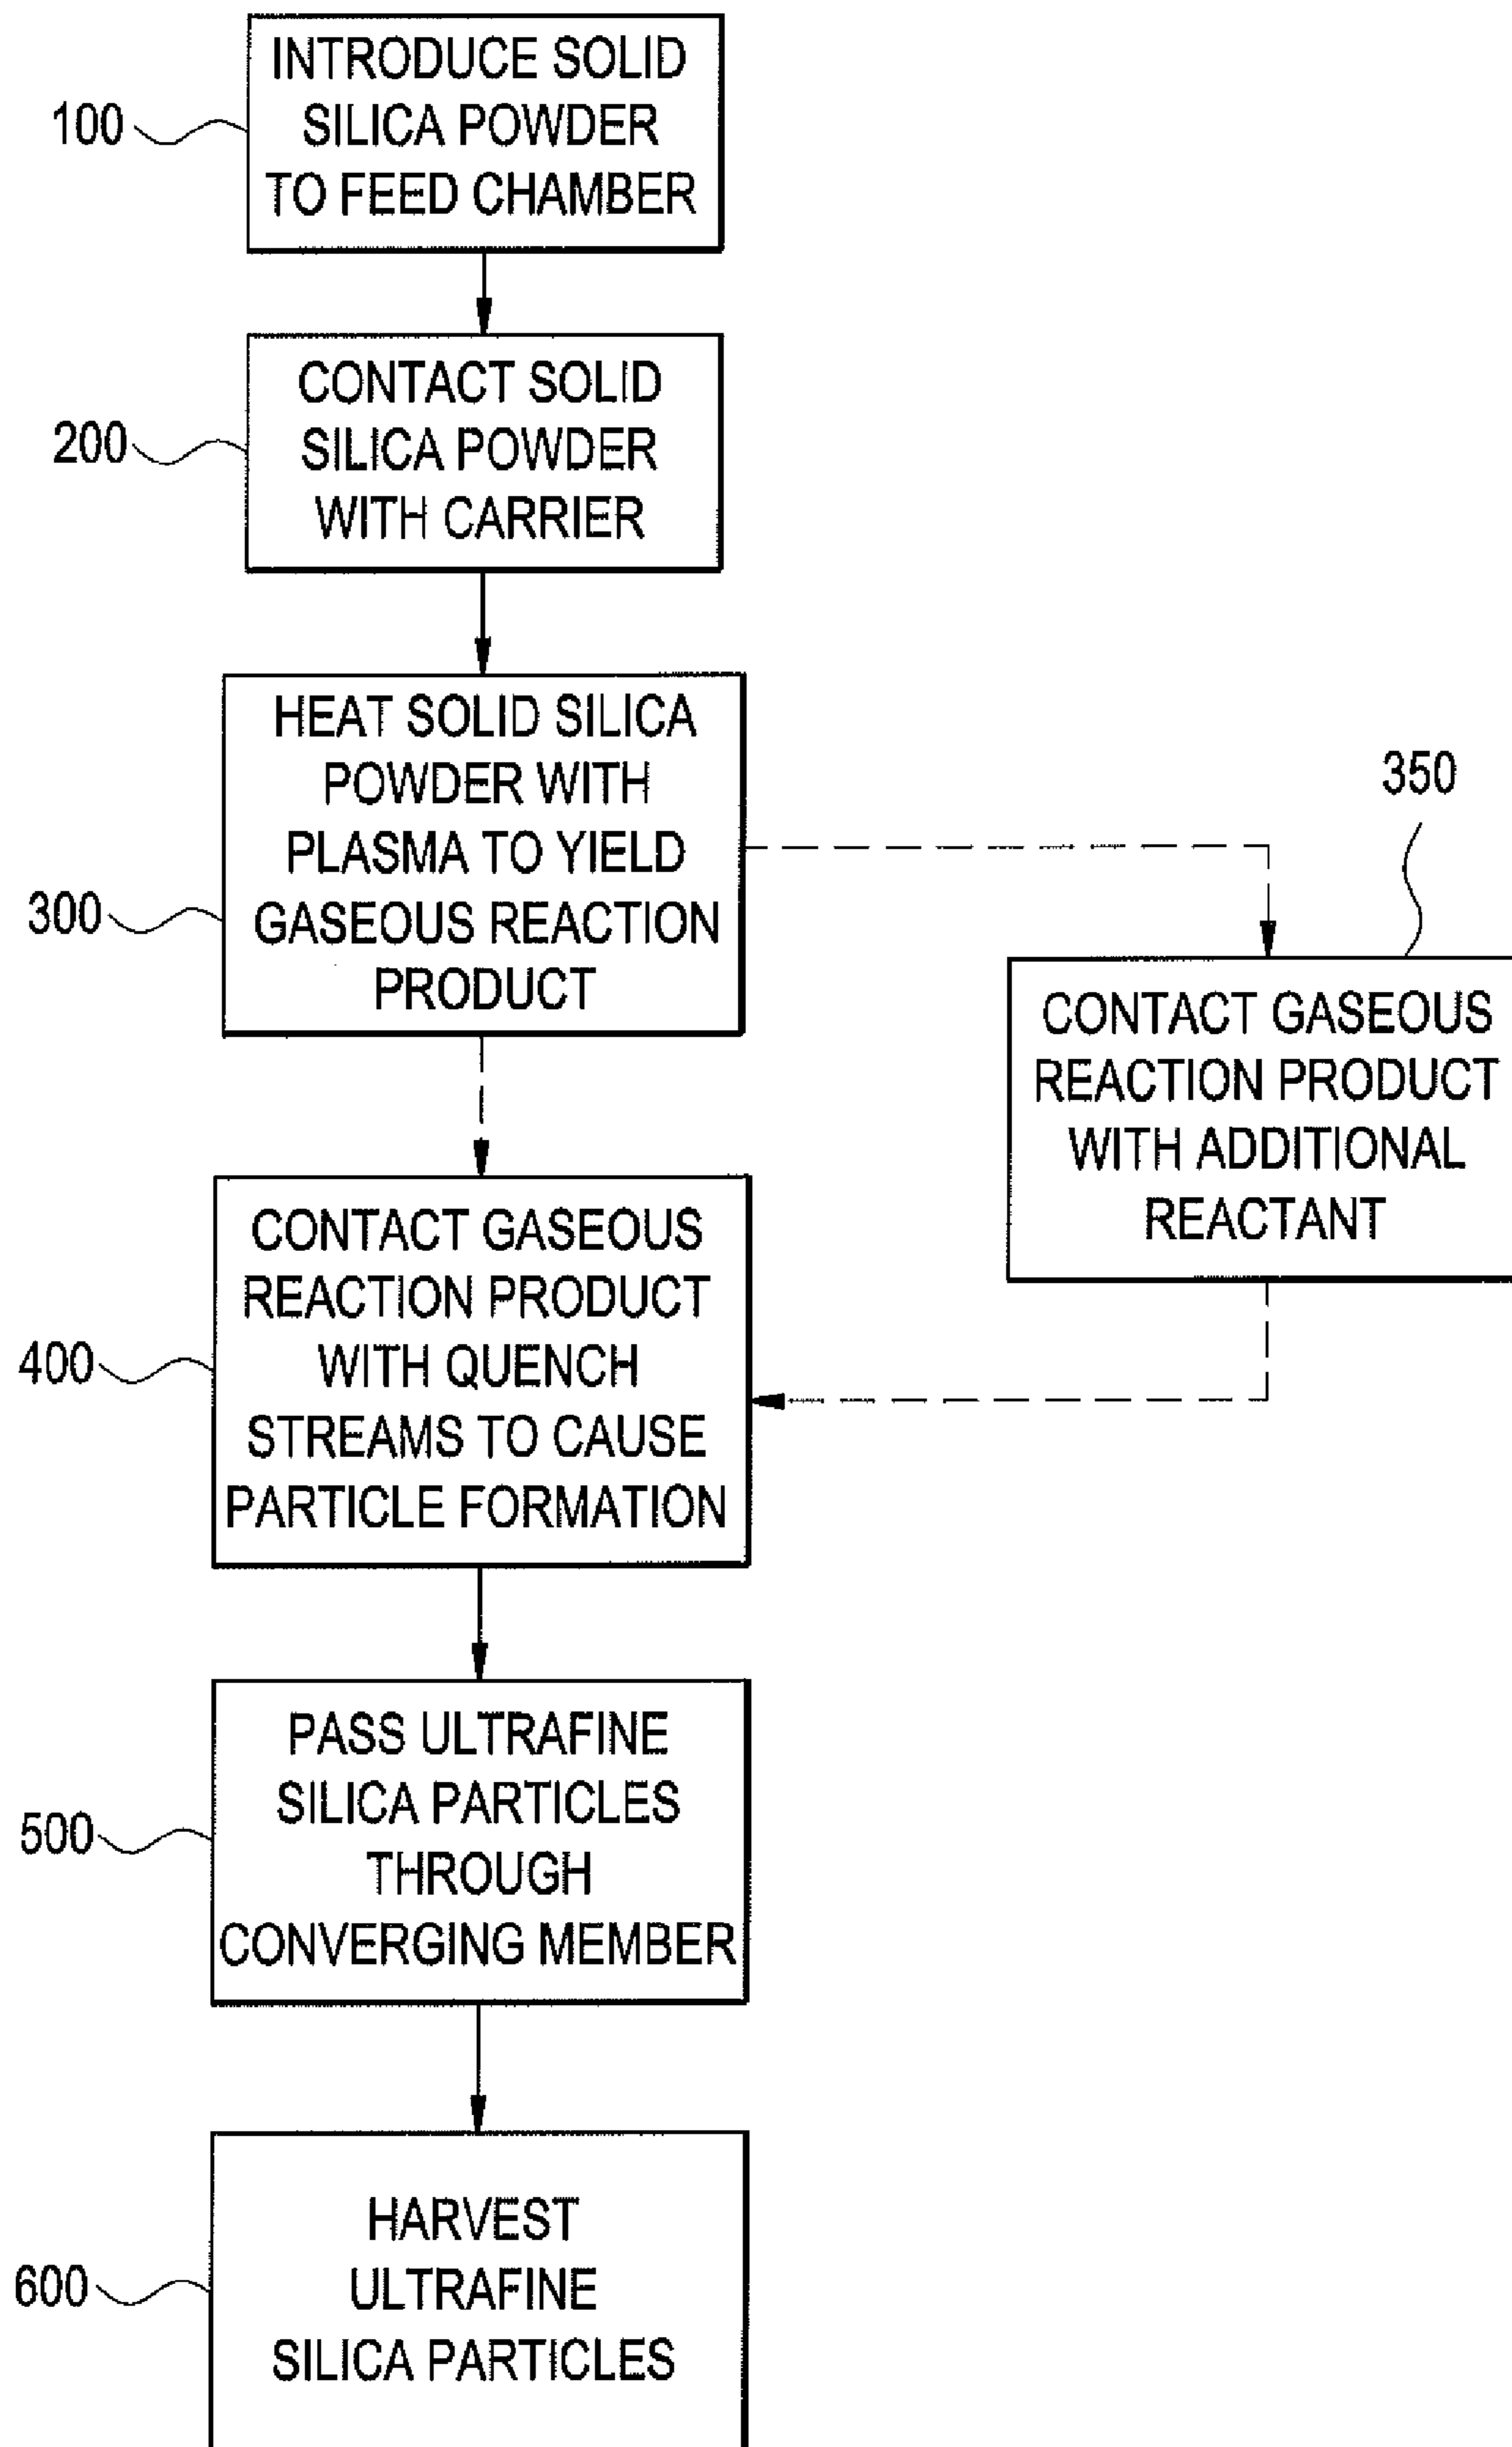 INTRODUCE SOLID
SILICA POWDER
TO FEED CHAMBER
100
CONTACT SOLID
SILICA POWDER
WITH CARRIER
200
HEAT SOLID SILICA
POWDER WITH
PLASMA TO YIELD
GASEOUS REACTION
PRODUCT
300
350
CONTACT GASEOUS
REACTION PRODUCT
WITH ADDITIONAL
REACTANT
CONTACT GASEOUS
REACTION PRODUCT
WITH QUENCH
STREAMS TO CAUSE
PARTICLE FORMATION
400
PASS ULTRAFINE
SILICA PARTICLES
THROUGH
CONVERGING MEMBER
500
HARVEST
ULTRAFINE
SILICA PARTICLES
600